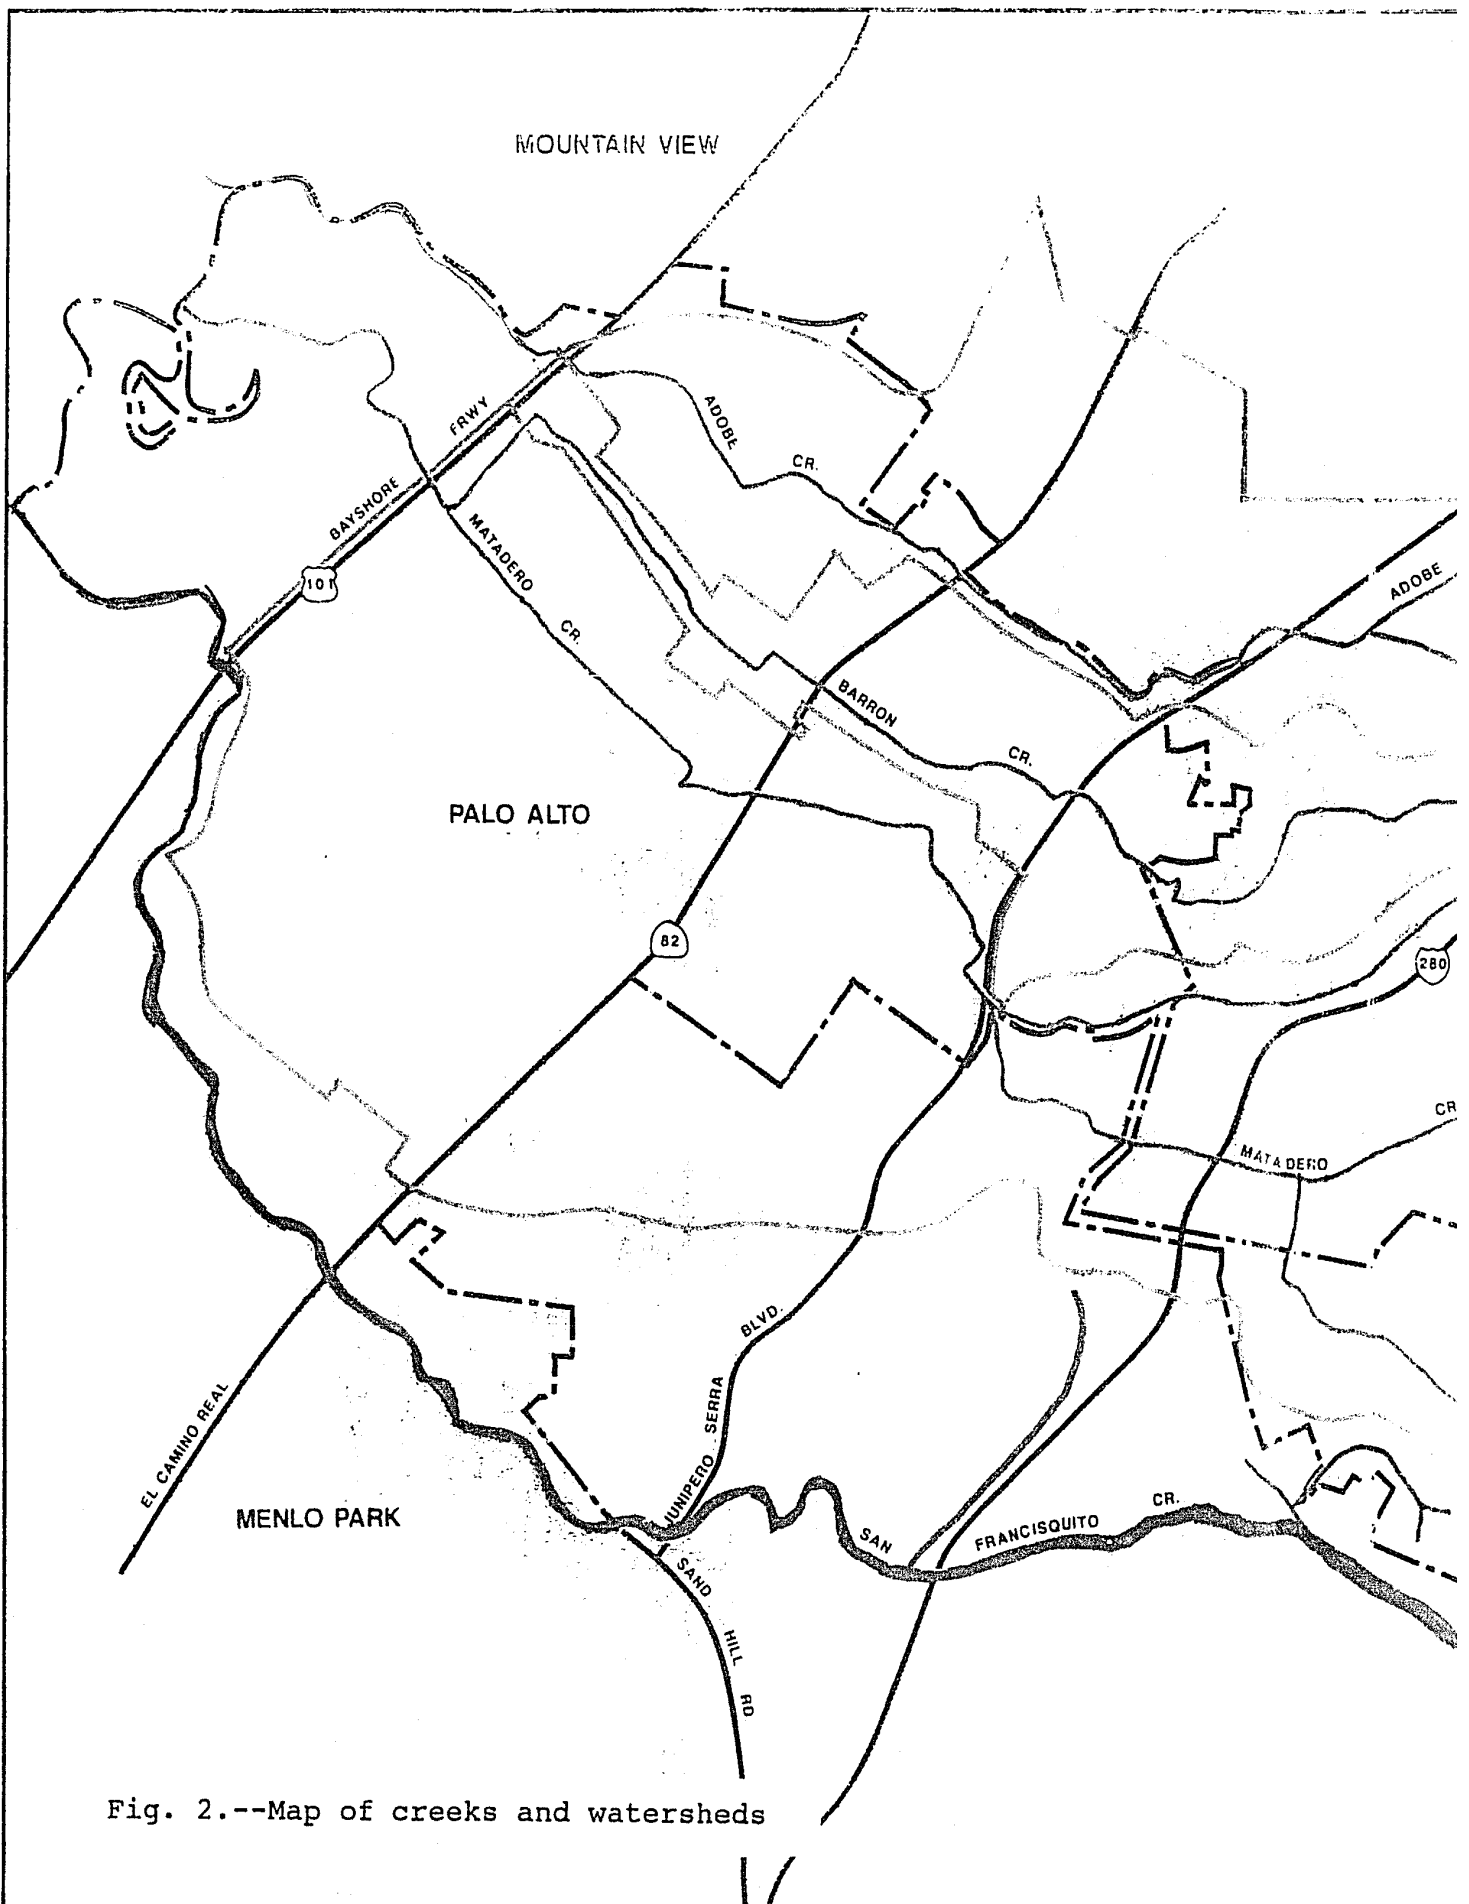 MOUNTAIN VIEW
BAYSHORE FRWY
101
ADOBE CR.
MATADERO CR.
ADOBE
BARRON CR.
PALO ALTO
82
280
CR
MATADERO
JUNIPERO SERRA BLVD.
EL CAMINO REAL
MENLO PARK
SAN FRANCISQUITO CR.
SAND HILL RD
Fig. 2.--Map of creeks and watersheds